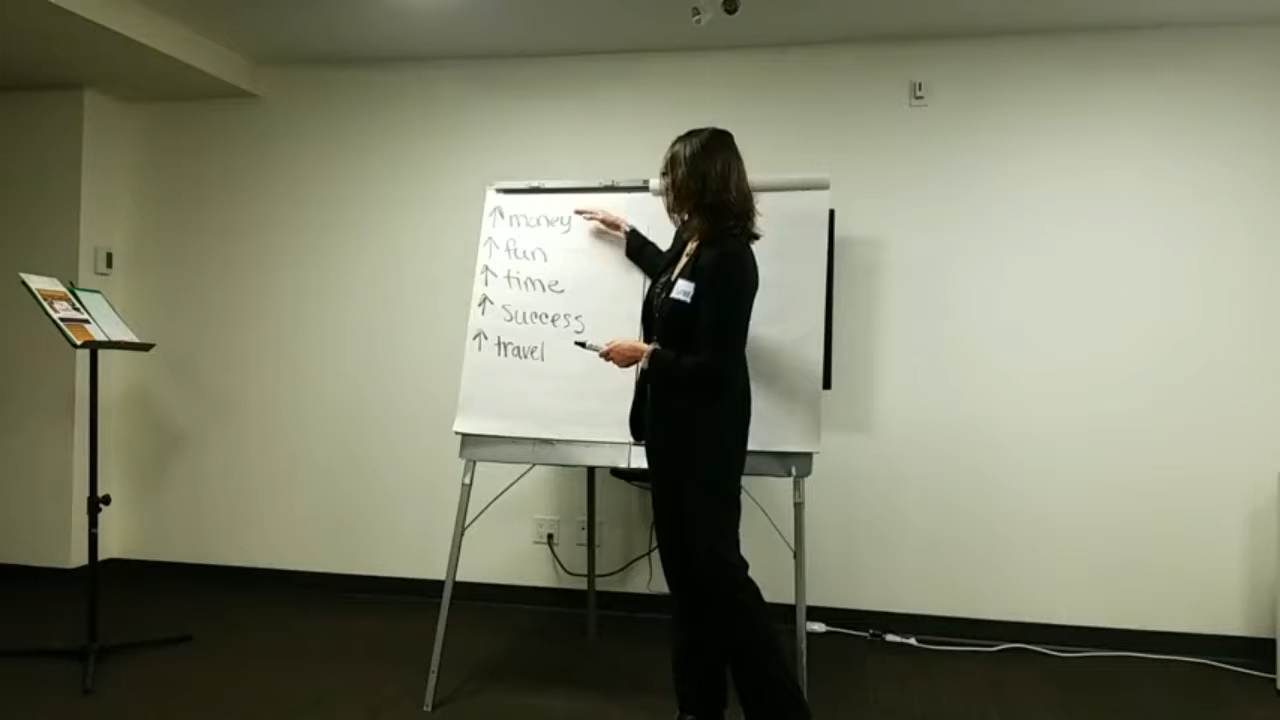 ↑ money
↑ fun
↑ time
↑ success
↑ travel